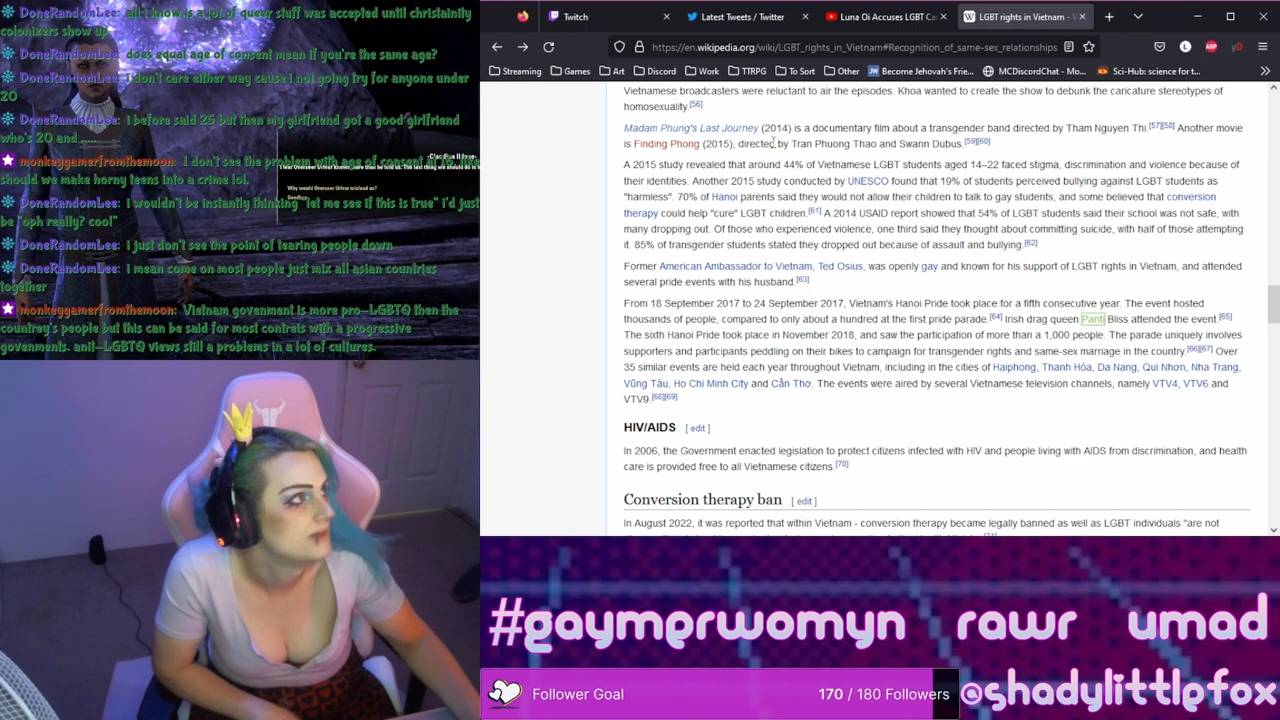 DoneRandomLee: all i know is a lot of queer stuff was accepted until christainity
colonizers show up
DoneRandomLee: does equal age of consent mean if you're the same age?
DoneRandomLee: i don't care either way cause i not going try for anyone under
20
DoneRandomLee: i before said 25 but then my girlfriend got a good girlfriend
who's 20 and .....
monkeygamerfromthemoon: I don't see the problem with age of consent
should we make horny teens into a crime lol.
Why would Overseer Urivar mislead us?
Goodbye.
DoneRandomLee: i wouldn't be instantly thinking "let me see if this is true" i'd just
be "oph really? cool"
DoneRandomLee: i just don't see the point of tearing people down
DoneRandomLee: i mean come on most people just mix all asian countries
together
monkeygamerfromthemoon: Vietnam govenment is more pro-LGBTQ then the
countrey's people but this can be said for most contrels with a progressive
govenments. anit-LGBTQ views still a problems in a lot of cultures.
Twitch
Latest Tweets / Twitter
Luna Oi Accuses LGBT Ca
LGBT rights in Vietnam - W
https://en.wikipedia.org/wiki/LGBT_rights_in_Vietnam#Recognition_of_same-sex_relationships
Streaming Games Art Discord Work TTRPG To Sort Other Become Jehovah's Frie... MCDiscordChat - Mo... Sci-Hub: science for t...
Vietnamese broadcasters were reluctant to air the episodes. Khoa wanted to create the show to debunk the caricature stereotypes of
homosexuality.[56]
Madam Phung's Last Journey (2014) is a documentary film about a transgender band directed by Tham Nguyen Thi.[57][58] Another movie
is Finding Phong (2015), directed by Tran Phuong Thao and Swann Dubus.[59][60]
A 2015 study revealed that around 44% of Vietnamese LGBT students aged 14–22 faced stigma, discrimination and violence because of
their identities. Another 2015 study conducted by UNESCO found that 19% of students perceived bullying against LGBT students as
"harmless". 70% of Hanoi parents said they would not allow their children to talk to gay students, and some believed that conversion
therapy could help "cure" LGBT children.[61] A 2014 USAID report showed that 54% of LGBT students said their school was not safe, with
many dropping out. Of those who experienced violence, one third said they thought about committing suicide, with half of those attempting
it. 85% of transgender students stated they dropped out because of assault and bullying.[62]
Former American Ambassador to Vietnam, Ted Osius, was openly gay and known for his support of LGBT rights in Vietnam, and attended
several pride events with his husband.[63]
From 18 September 2017 to 24 September 2017, Vietnam's Hanoi Pride took place for a fifth consecutive year. The event hosted
thousands of people, compared to only about a hundred at the first pride parade.[64] Irish drag queen Panti Bliss attended the event.[65]
The sixth Hanoi Pride took place in November 2018, and saw the participation of more than a 1,000 people. The parade uniquely involves
supporters and participants peddling on their bikes to campaign for transgender rights and same-sex marriage in the country.[66][67] Over
35 similar events are held each year throughout Vietnam, including in the cities of Haiphong, Thanh Hóa, Da Nang, Qui Nhơn, Nha Trang,
Vũng Tàu, Ho Chi Minh City and Cần Thơ. The events were aired by several Vietnamese television channels, namely VTV4, VTV6 and
VTV9.[68][69]
HIV/AIDS [ edit ]
In 2006, the Government enacted legislation to protect citizens infected with HIV and people living with AIDS from discrimination, and health
care is provided free to all Vietnamese citizens.[70]
Conversion therapy ban [ edit ]
In August 2022, it was reported that within Vietnam - conversion therapy became legally banned as well as LGBT individuals "are not
#gaymerwomyn rawr umad
Follower Goal 170 / 180 Followers
@shadylittlefox